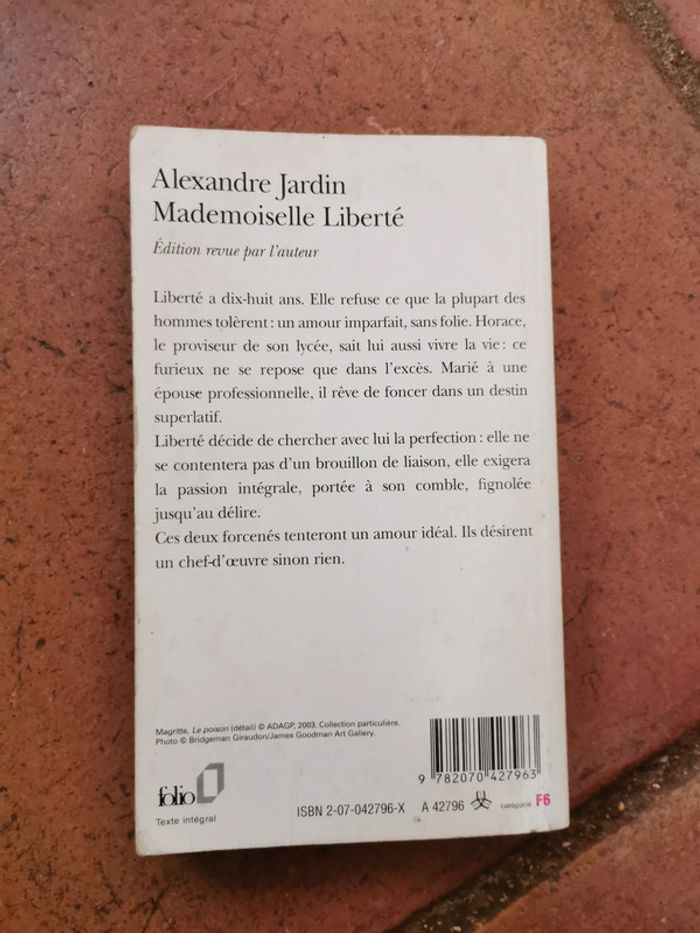 Alexandre Jardin
Mademoiselle Liberté
Édition revue par l'auteur
Liberté a dix-huit ans. Elle refuse ce que la plupart des
hommes tolèrent : un amour imparfait, sans folie. Horace,
le proviseur de son lycée, sait lui aussi vivre la vie : ce
furieux ne se repose que dans l'excès. Marié à une
épouse professionnelle, il rêve de foncer dans un destin
superlatif.
Liberté décide de chercher avec lui la perfection : elle ne
se contentera pas d'un brouillon de liaison, elle exigera
la passion intégrale, portée à son comble, fignolée
jusqu'au délire.
Ces deux forcenés tenteront un amour idéal. Ils désirent
un chef-d'œuvre sinon rien.
Magritte, Le poison (détail) © ADAGP, 2003. Collection particulière.
Photo © Bridgeman Giraudon/James Goodman Art Gallery.
9 782070 427963
folio
Texte intégral
ISBN 2-07-042796-X A 42796 catégorie F6